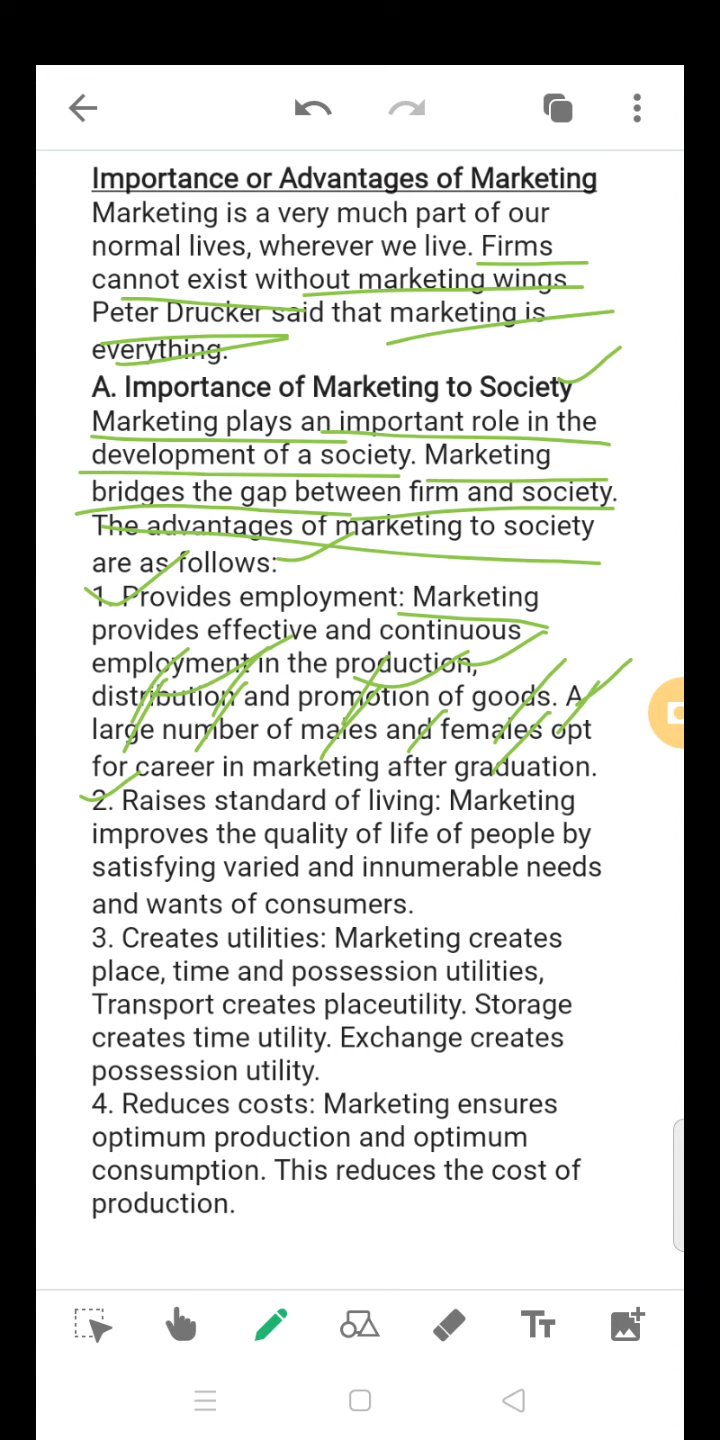 Importance or Advantages of Marketing
Marketing is a very much part of our
normal lives, wherever we live. Firms
cannot exist without marketing wings
Peter Drucker said that marketing is
everything.
A. Importance of Marketing to Society
Marketing plays an important role in the
development of a society. Marketing
bridges the gap between firm and society.
The advantages of marketing to society
are as follows:
1. Provides employment: Marketing
provides effective and continuous
employment in the production,
distribution and promotion of goods. A
large number of males and females opt
for career in marketing after graduation.
2. Raises standard of living: Marketing
improves the quality of life of people by
satisfying varied and innumerable needs
and wants of consumers.
3. Creates utilities: Marketing creates
place, time and possession utilities,
Transport creates placeutility. Storage
creates time utility. Exchange creates
possession utility.
4. Reduces costs: Marketing ensures
optimum production and optimum
consumption. This reduces the cost of
production.
Tт